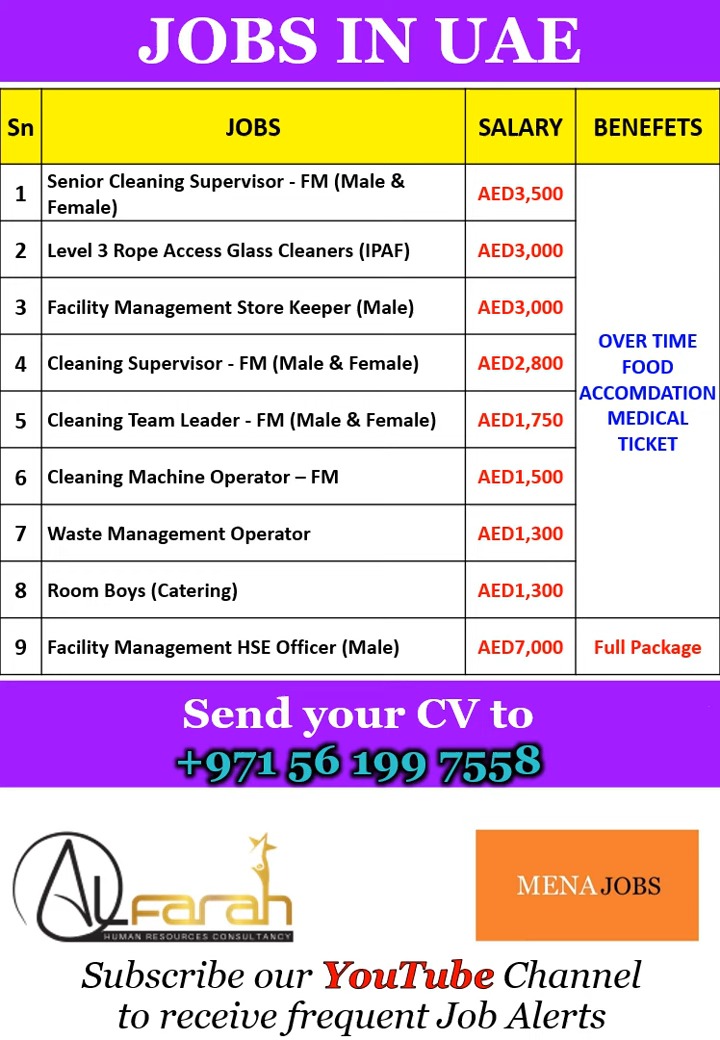 JOBS IN UAE
Sn JOBS SALARY BENEFETS
1 Senior Cleaning Supervisor - FM (Male &
Female) AED3,500
2 Level 3 Rope Access Glass Cleaners (IPAF) AED3,000
3 Facility Management Store Keeper (Male) AED3,000
4 Cleaning Supervisor - FM (Male & Female) AED2,800
5 Cleaning Team Leader - FM (Male & Female) AED1,750
6 Cleaning Machine Operator – FM AED1,500
7 Waste Management Operator AED1,300
8 Room Boys (Catering) AED1,300
OVER TIME
FOOD
ACCOMDATION
MEDICAL
TICKET
9 Facility Management HSE Officer (Male) AED7,000 Full Package
Send your CV to
+971 56 199 7558
ALfarah
HUMAN RESOURCES CONSULTANCY
MENA JOBS
Subscribe our YouTube Channel
to receive frequent Job Alerts